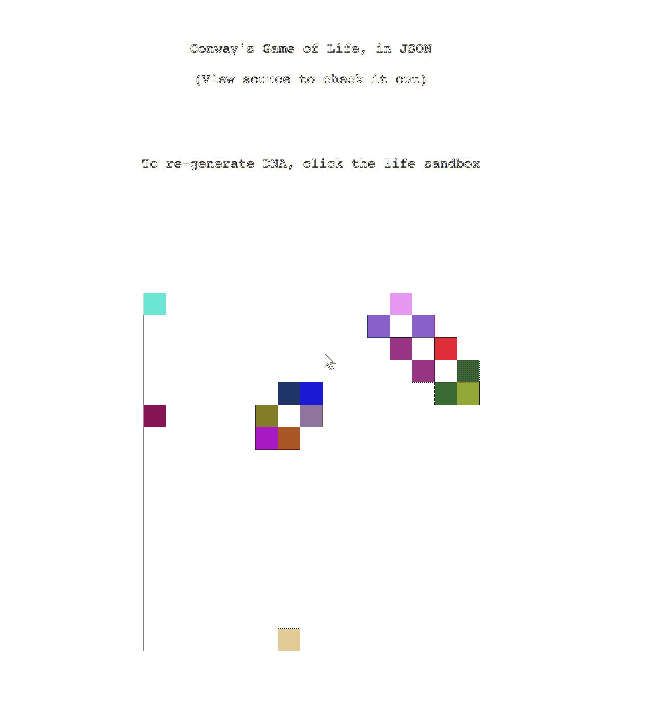 Conway's Game of Life, in JSON
(View source to check it out)
To re-generate DNA, click the life sandbox